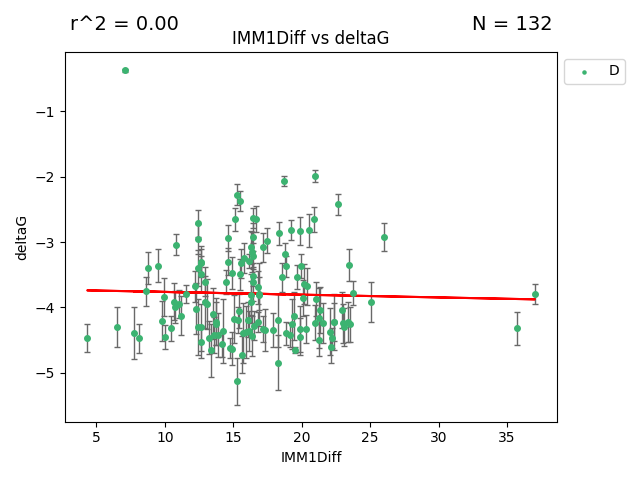 r^2 = 0.00
N = 132
IMM1Diff vs deltaG
D
−1
−2
−3
−4
−5
deltaG
5 10 15 20 25 30 35
IMM1Diff